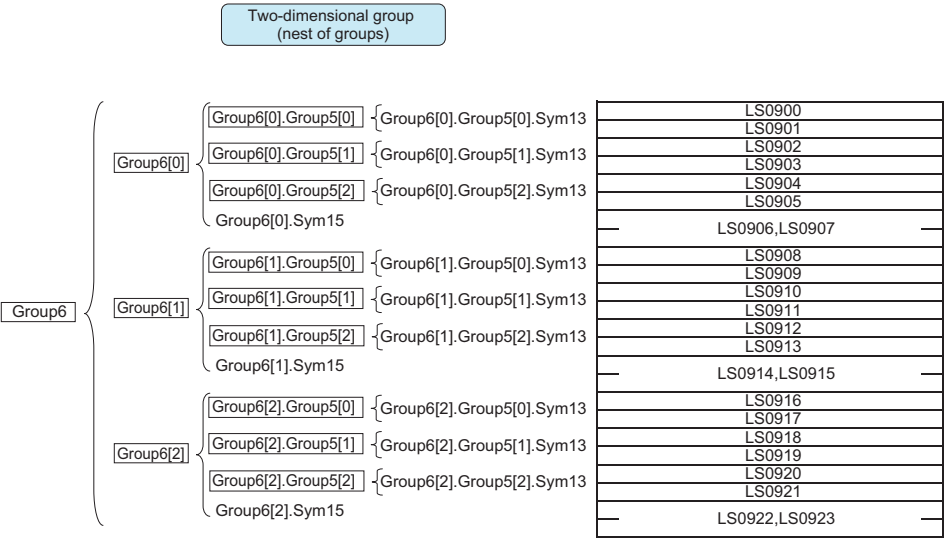 Two-dimensional group
(nest of groups)
Group6
Group6[0]
Group6[0].Group5[0]
Group6[0].Group5[0].Sym13
LS0900
LS0901
Group6[0].Group5[1]
Group6[0].Group5[1].Sym13
LS0902
LS0903
Group6[0].Group5[2]
Group6[0].Group5[2].Sym13
LS0904
LS0905
Group6[0].Sym15
LS0906,LS0907
Group6[1]
Group6[1].Group5[0]
Group6[1].Group5[0].Sym13
LS0908
LS0909
Group6[1].Group5[1]
Group6[1].Group5[1].Sym13
LS0910
LS0911
Group6[1].Group5[2]
Group6[1].Group5[2].Sym13
LS0912
LS0913
Group6[1].Sym15
LS0914,LS0915
Group6[2]
Group6[2].Group5[0]
Group6[2].Group5[0].Sym13
LS0916
LS0917
Group6[2].Group5[1]
Group6[2].Group5[1].Sym13
LS0918
LS0919
Group6[2].Group5[2]
Group6[2].Group5[2].Sym13
LS0920
LS0921
Group6[2].Sym15
LS0922,LS0923